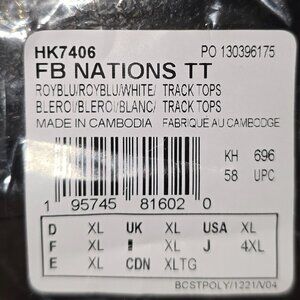 HK7406 PO 130396175
FB NATIONS TT
ROYBLU/ROYBLU/WHITE/ TRACK TOPS
BLEROI/BLEROI/BLANC/ TRACK TOPS
MADE IN CAMBODIA FABRIQUÉ AU CAMBODGE
KH 696
58 UPC
1 95745 81602 0
D XL UK XL USA XL
F XL I XL J 4XL
E XL CDN XLTG
BCSTPOLY/1221/V04